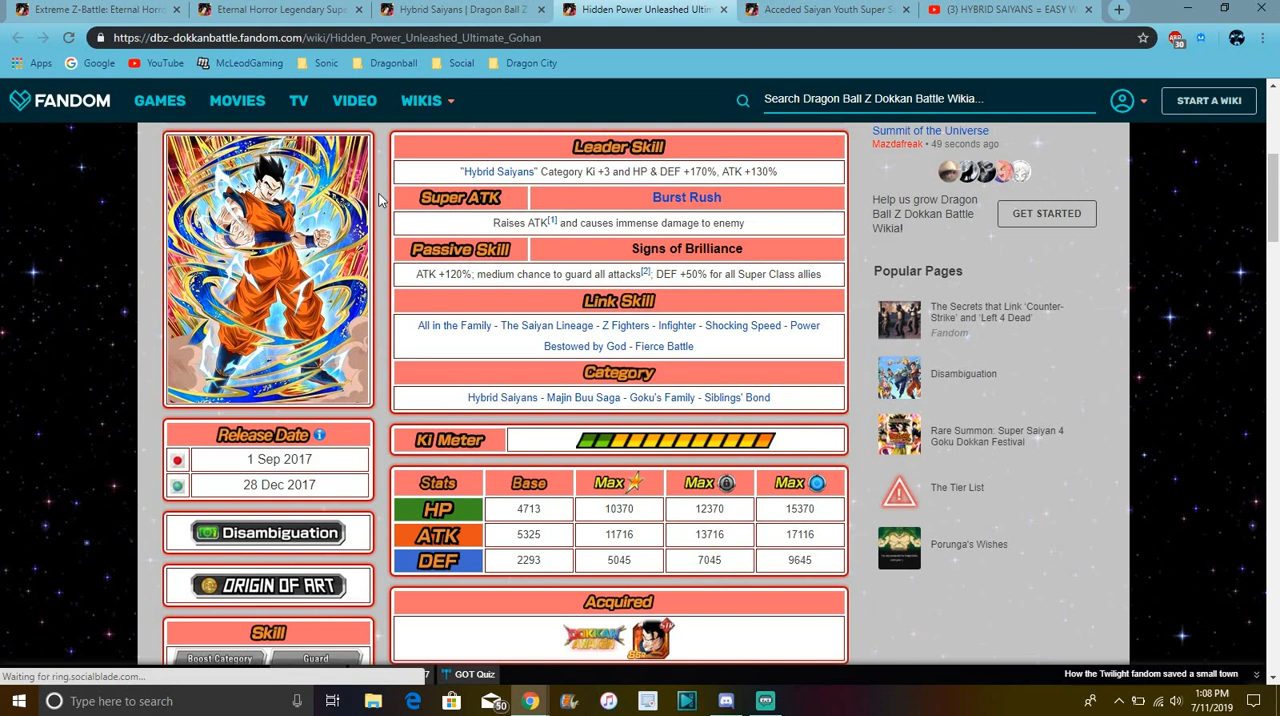 Extreme Z-Battle: Eternal Horror
Eternal Horror Legendary Supe
Hybrid Saiyans | Dragon Ball Z
Hidden Power Unleashed Ultim
Acceded Saiyan Youth Super S
(3) HYBRID SAIYANS = EASY W
https://dbz-dokkanbattle.fandom.com/wiki/Hidden_Power_Unleashed_Ultimate_Gohan
30
Apps Google YouTube McLeodGaming Sonic Dragonball Social Dragon City
FANDOM GAMES MOVIES TV VIDEO WIKIS Search Dragon Ball Z Dokkan Battle Wikia... START A WIKI
Leader Skill
"Hybrid Saiyans" Category Ki +3 and HP & DEF +170%, ATK +130%
Super ATK Burst Rush
Raises ATK[1] and causes immense damage to enemy
Passive Skill Signs of Brilliance
ATK +120%; medium chance to guard all attacks[2]; DEF +50% for all Super Class allies
Link Skill
All in the Family - The Saiyan Lineage - Z Fighters - Infighter - Shocking Speed - Power
Bestowed by God - Fierce Battle
Category
Hybrid Saiyans - Majin Buu Saga - Goku's Family - Siblings' Bond
Release Date
1 Sep 2017
28 Dec 2017
Ki Meter
Stats Base Max Max Max
HP 4713 10370 12370 15370
ATK 5325 11716 13716 17116
DEF 2293 5045 7045 9645
Disambiguation
ORIGIN OF ART
Acquired
Skill
Boost Category Guard
Summit of the Universe
Mazdafreak • 49 seconds ago
Help us grow Dragon
Ball Z Dokkan Battle
Wikia!
GET STARTED
Popular Pages
The Secrets that Link ‘Counter-
Strike’ and ‘Left 4 Dead’
Fandom
Disambiguation
Rare Summon: Super Saiyan 4
Goku Dokkan Festival
The Tier List
Porunga's Wishes
Waiting for ring.socialblade.com...
GOT Quiz
How the Twilight fandom saved a small town
Type here to search
50
1:08 PM
7/11/2019